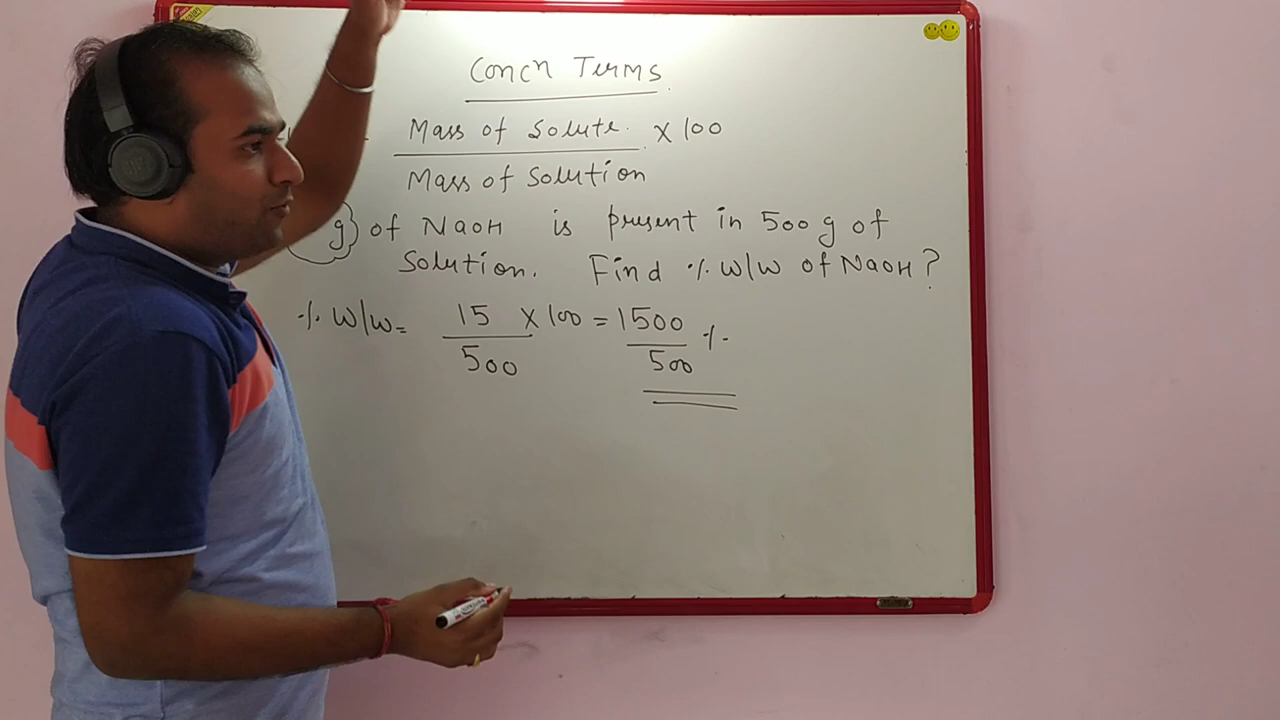 Concn Terms
Mass of Solute. x 100
Mass of Solution
g of NaOH is present in 500 g of
Solution. Find % W/W of NaOH?
% W/W = 15 x 100 = 1500 %
500 500